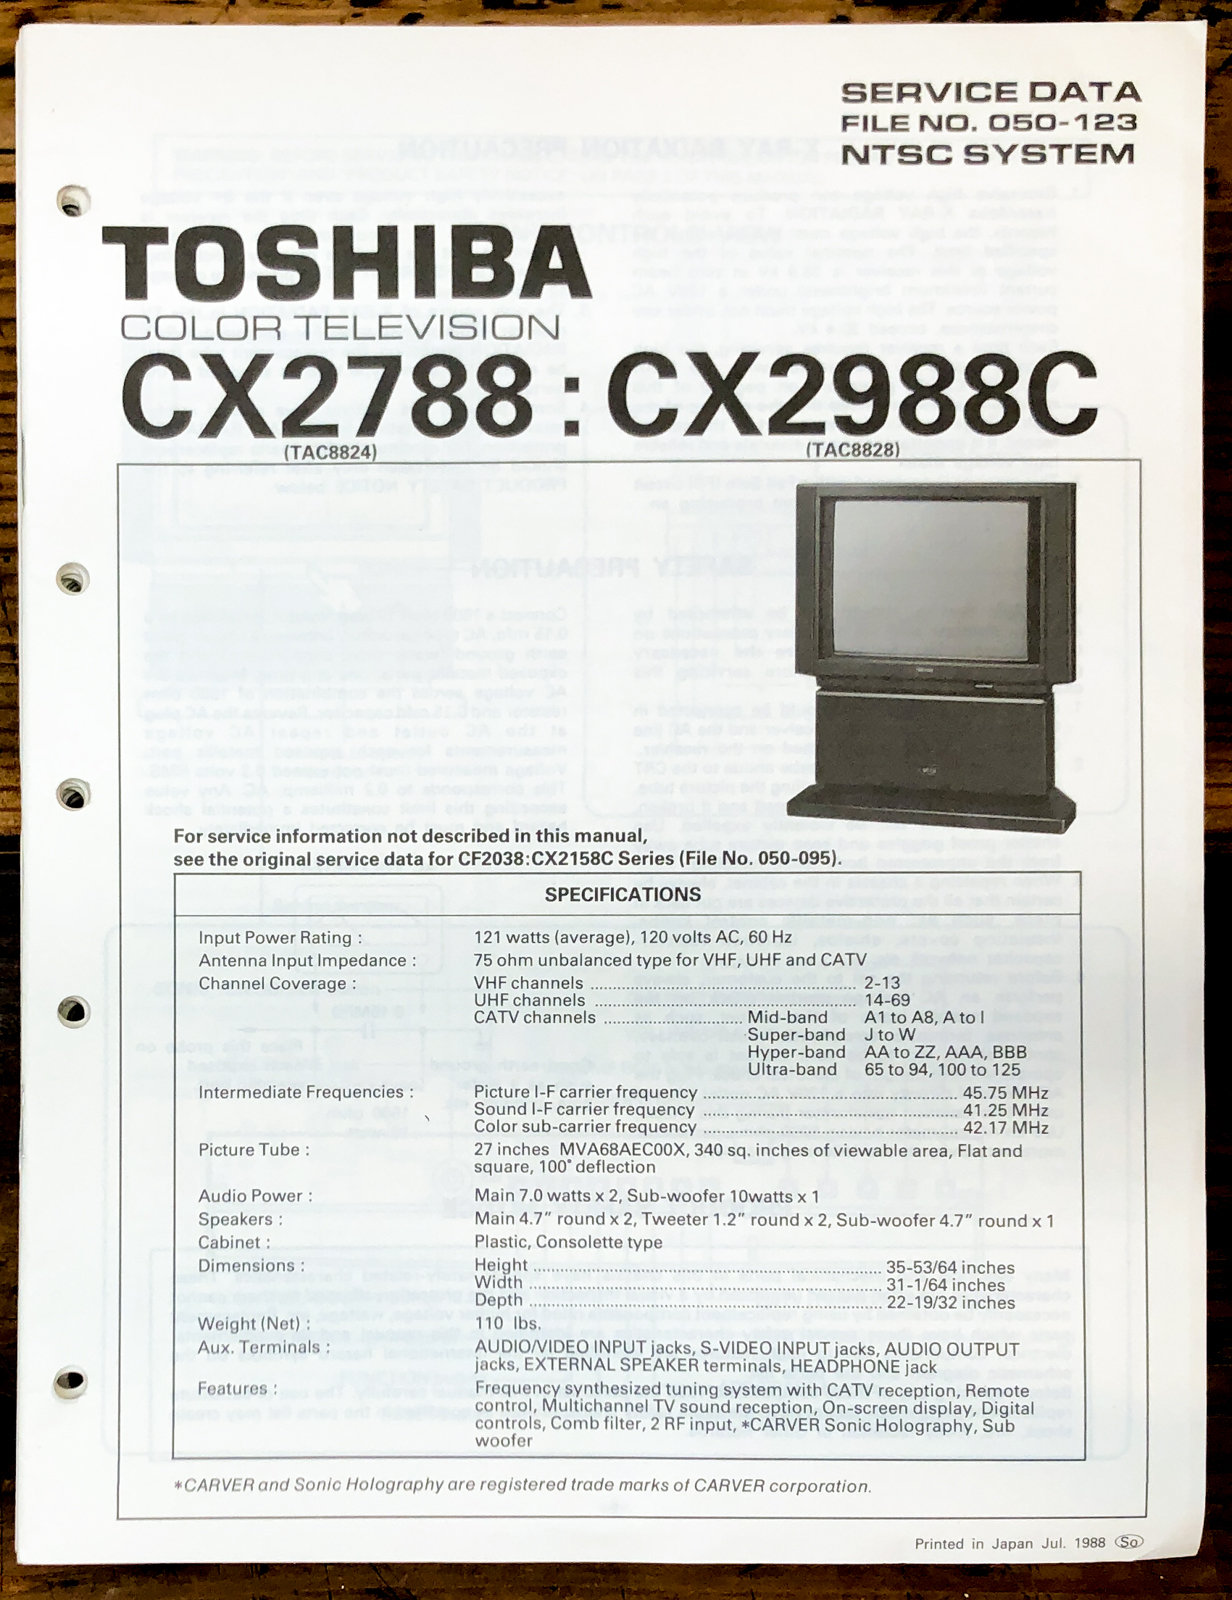 SERVICE DATA
FILE NO. 050-123
NTSC SYSTEM
TOSHIBA
COLOR TELEVISION
CX2788 : CX2988C
(TAC8824) (TAC8828)
For service information not described in this manual,
see the original service data for CF2038:CX2158C Series (File No. 050-095).
SPECIFICATIONS
Input Power Rating : 121 watts (average), 120 volts AC, 60 Hz
Antenna Input Impedance : 75 ohm unbalanced type for VHF, UHF and CATV
Channel Coverage : VHF channels ........ 2-13
UHF channels ........ 14-69
CATV channels ........ Mid-band A1 to A8, A to I
Super-band J to W
Hyper-band AA to ZZ, AAA, BBB
Ultra-band 65 to 94, 100 to 125
Intermediate Frequencies : Picture I-F carrier frequency ........ 45.75 MHz
Sound I-F carrier frequency ........ 41.25 MHz
Color sub-carrier frequency ........ 42.17 MHz
Picture Tube : 27 inches MVA68AEC00X, 340 sq. inches of viewable area, Flat and
square, 100° deflection
Audio Power : Main 7.0 watts x 2, Sub-woofer 10watts x 1
Speakers : Main 4.7" round x 2, Tweeter 1.2" round x 2, Sub-woofer 4.7" round x 1
Cabinet : Plastic, Consolette type
Dimensions : Height ........ 35-53/64 inches
Width ........ 31-1/64 inches
Depth ........ 22-19/32 inches
Weight (Net) : 110 lbs.
Aux. Terminals : AUDIO/VIDEO INPUT jacks, S-VIDEO INPUT jacks, AUDIO OUTPUT
jacks, EXTERNAL SPEAKER terminals, HEADPHONE jack
Features : Frequency synthesized tuning system with CATV reception, Remote
control, Multichannel TV sound reception, On-screen display, Digital
controls, Comb filter, 2 RF input, *CARVER Sonic Holography, Sub
woofer
*CARVER and Sonic Holography are registered trade marks of CARVER corporation.
Printed in Japan Jul. 1988 So